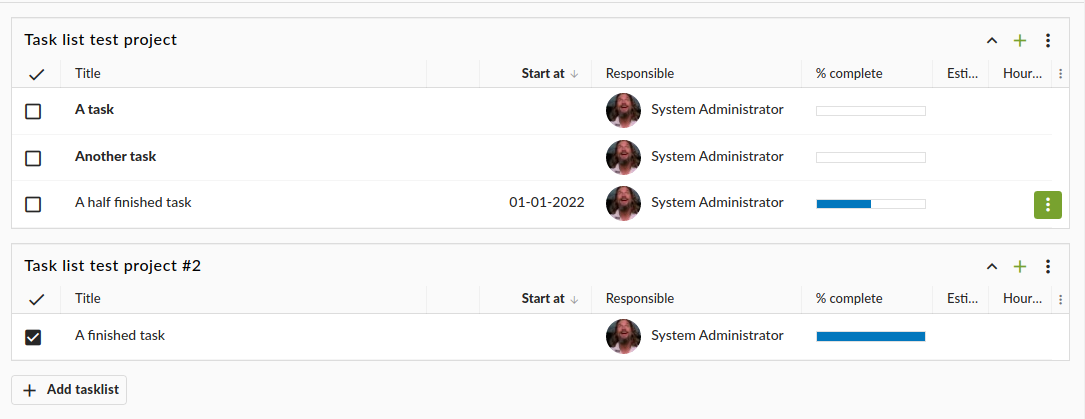 Task list test project
Title Start at Responsible % complete Esti... Hour...
A task System Administrator
Another task System Administrator
A half finished task 01-01-2022 System Administrator
Task list test project #2
Title Start at Responsible % complete Esti... Hour...
A finished task System Administrator
Add tasklist